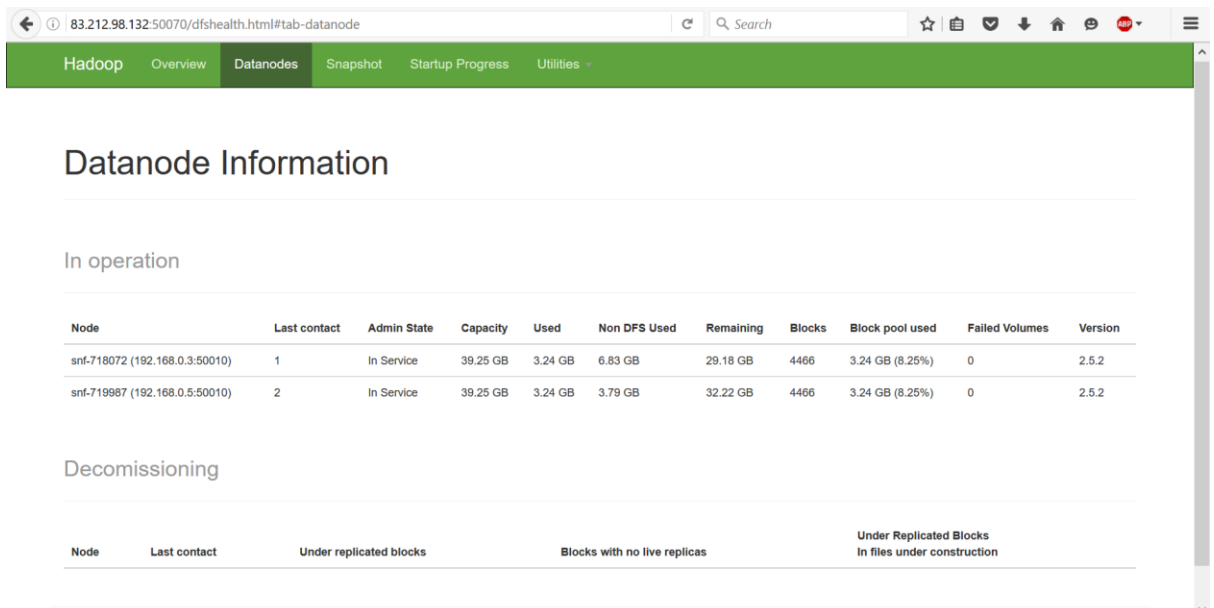 83.212.98.132:50070/dfshealth.html#tab-datanode Search ABP
Hadoop Overview Datanodes Snapshot Startup Progress Utilities
Datanode Information
In operation
Node Last contact Admin State Capacity Used Non DFS Used Remaining Blocks Block pool used Failed Volumes Version
snf-718072 (192.168.0.3:50010) 1 In Service 39.25 GB 3.24 GB 6.83 GB 29.18 GB 4466 3.24 GB (8.25%) 0 2.5.2
snf-719987 (192.168.0.5:50010) 2 In Service 39.25 GB 3.24 GB 3.79 GB 32.22 GB 4466 3.24 GB (8.25%) 0 2.5.2
Decomissioning
Node Last contact Under replicated blocks Blocks with no live replicas Under Replicated Blocks
In files under construction